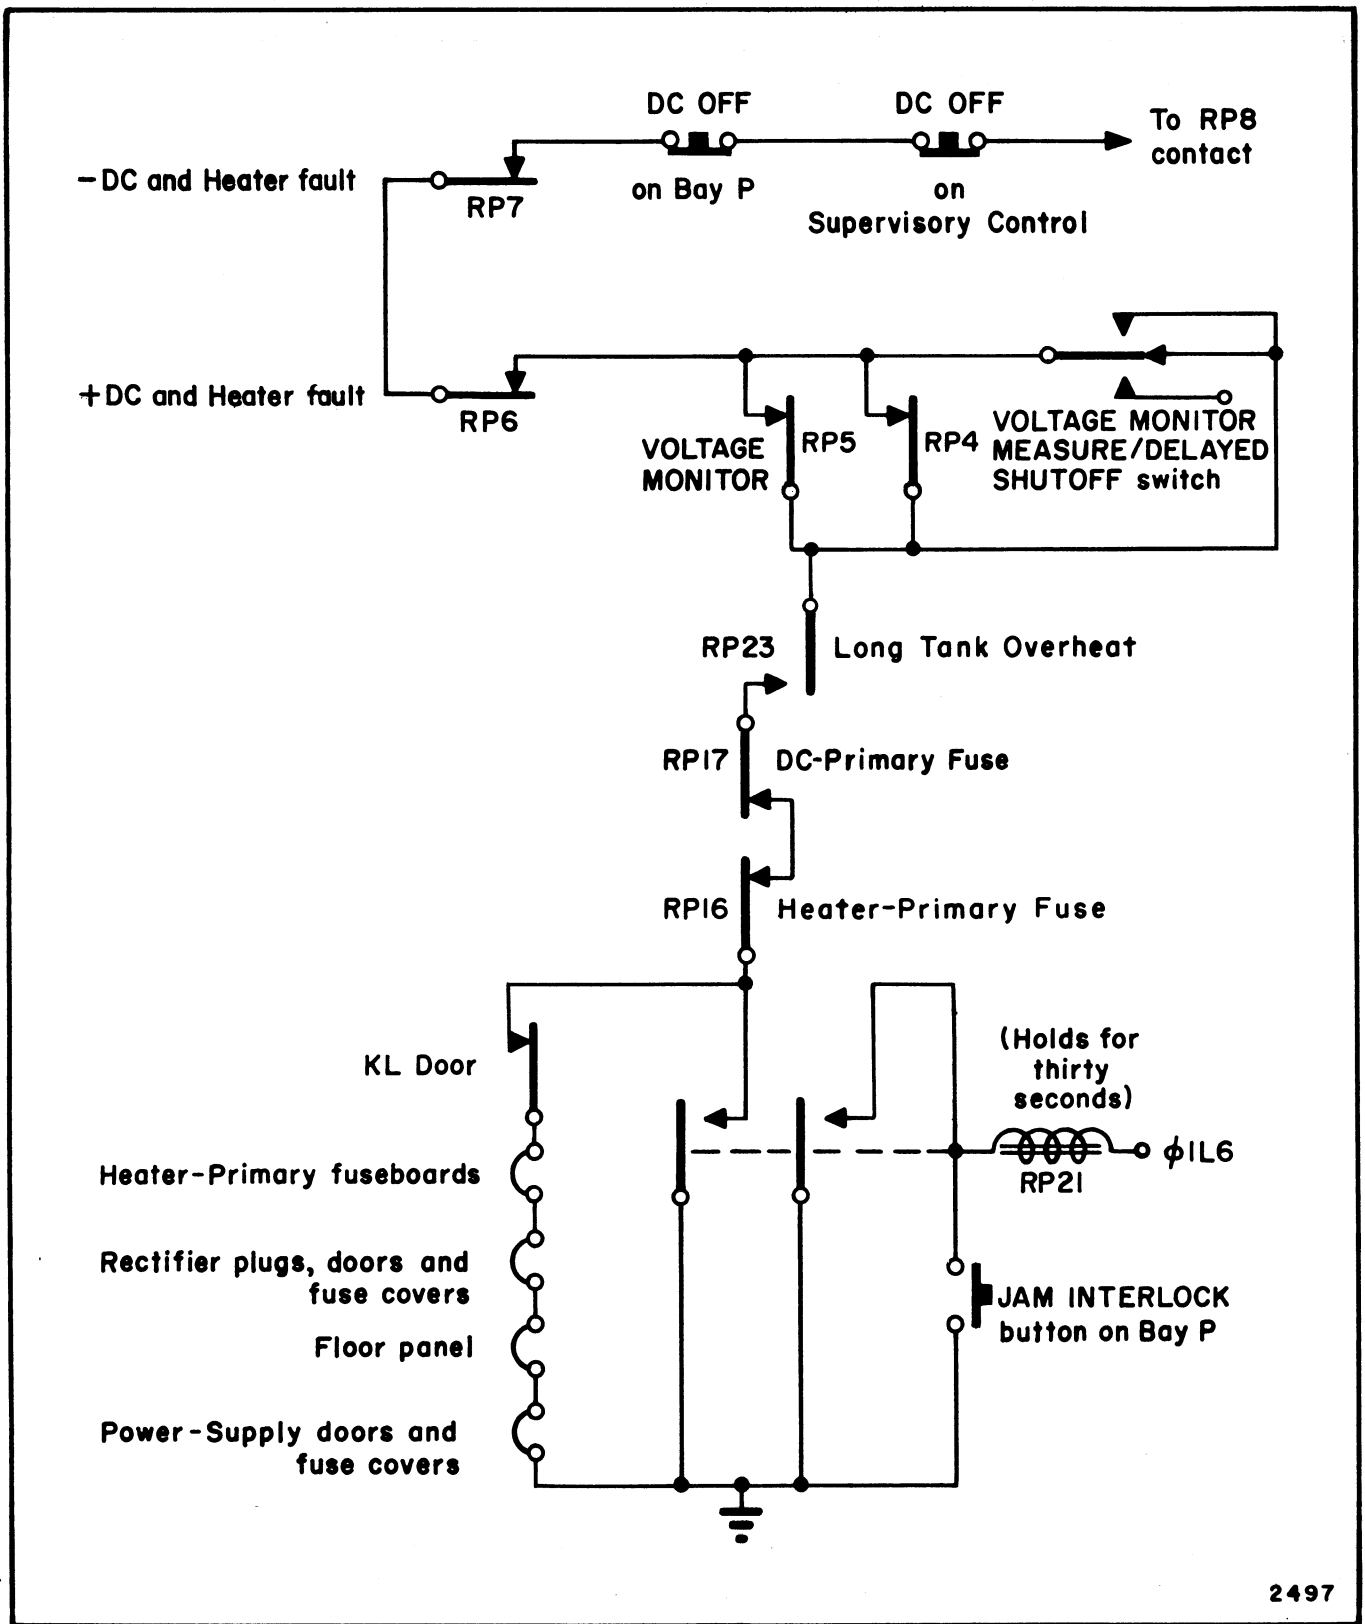 DC OFF
DC OFF
To RP8
contact
–DC and Heater fault
RP7
on Bay P
on
Supervisory Control
+DC and Heater fault
RP6
VOLTAGE
MONITOR
RP5
RP4
VOLTAGE MONITOR
MEASURE/DELAYED
SHUTOFF switch
RP23
Long Tank Overheat
RP17
DC-Primary Fuse
RP16
Heater-Primary Fuse
KL Door
(Holds for
thirty
seconds)
Heater-Primary fuseboards
ϕ1L6
RP21
Rectifier plugs, doors and
fuse covers
JAM INTERLOCK
button on Bay P
Floor panel
Power-Supply doors and
fuse covers
2497